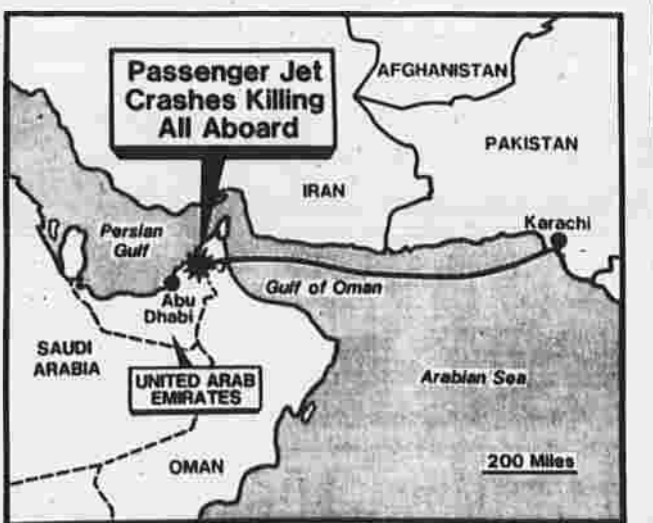 Passenger Jet
Crashes Killing
All Aboard
AFGHANISTAN
PAKISTAN
IRAN
Karachi
Persian
Gulf
Gulf of Oman
Abu
Dhabi
SAUDI
ARABIA
UNITED ARAB
EMIRATES
Arabian Sea
OMAN
200 Miles